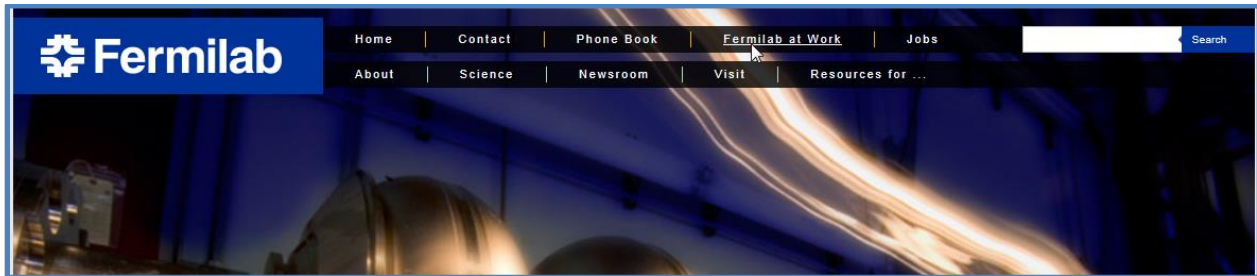 Fermilab
Home Contact Phone Book Fermilab at Work Jobs Search
About Science Newsroom Visit Resources for ...